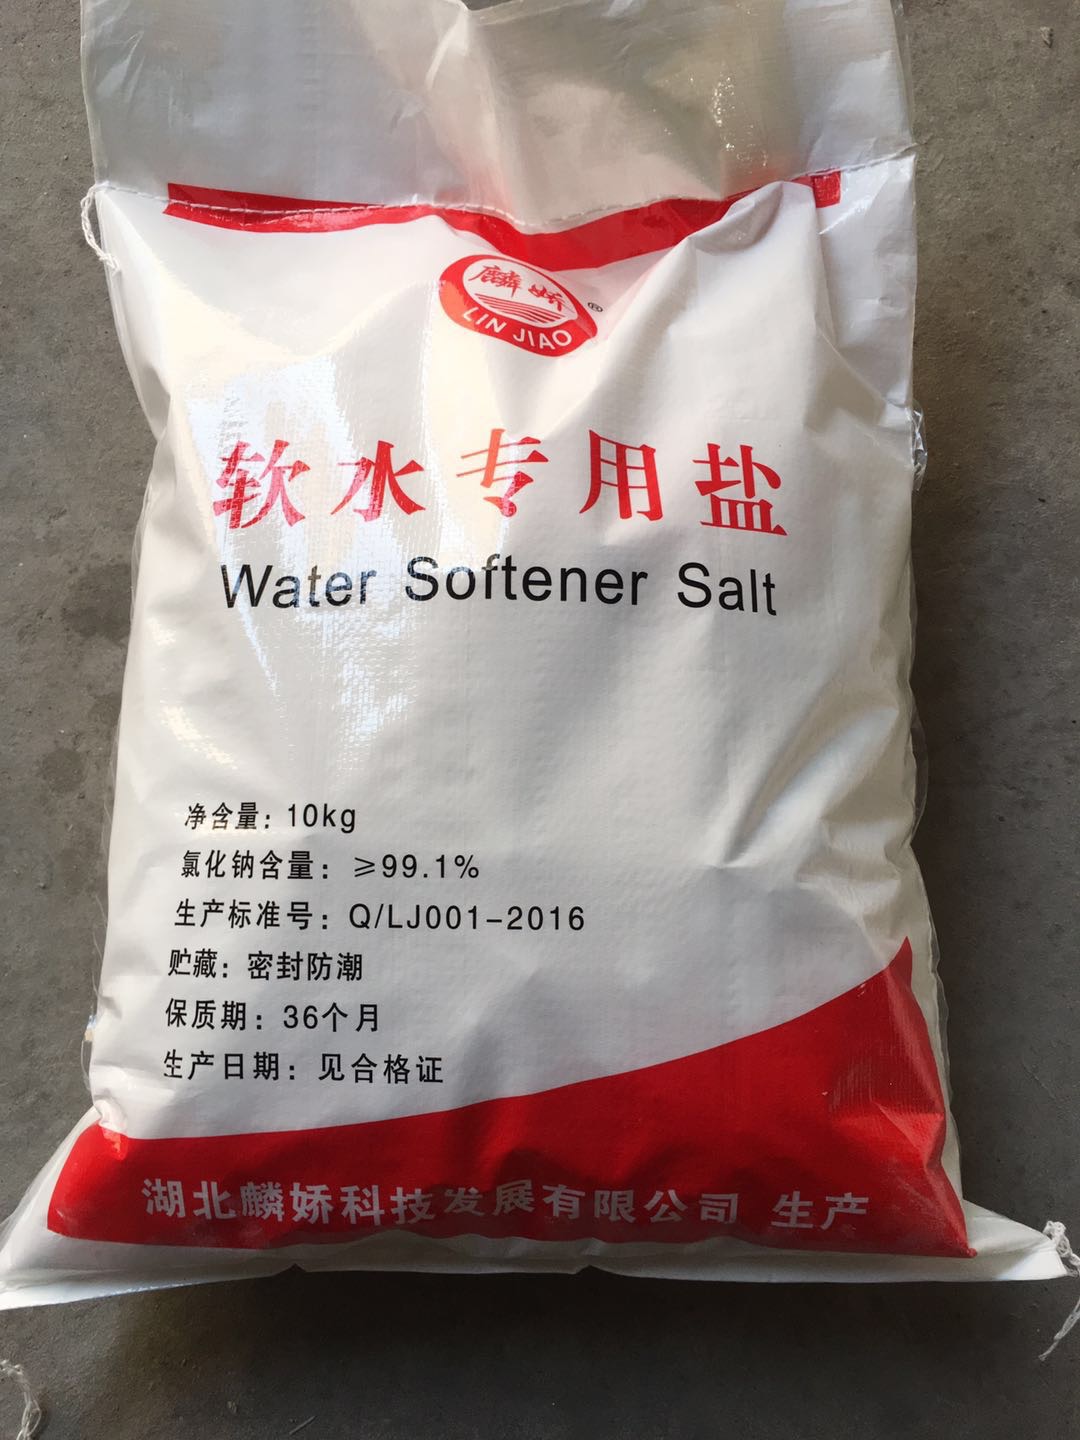 麟娇
®
LIN JIAO
软水专用盐
Water Softener Salt
净含量：10kg
氯化钠含量：≥99.1%
生产标准号：Q/LJ001-2016
贮藏：密封防潮
保质期：36个月
生产日期：见合格证
湖北麟娇科技发展有限公司 生产